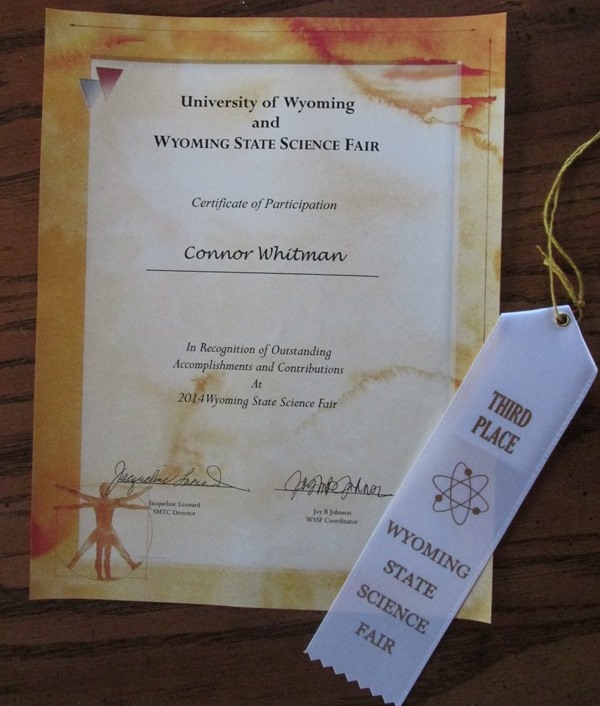 University of Wyoming
and
WYOMING STATE SCIENCE FAIR
Certificate of Participation
Connor Whitman
In Recognition of Outstanding
Accomplishments and Contributions
At
2014Wyoming State Science Fair
Jacqueline Leonard
SMTC Director
Joy B Johnson
WSSF Coordinator
THIRD
PLACE
WYOMING
STATE
SCIENCE
FAIR